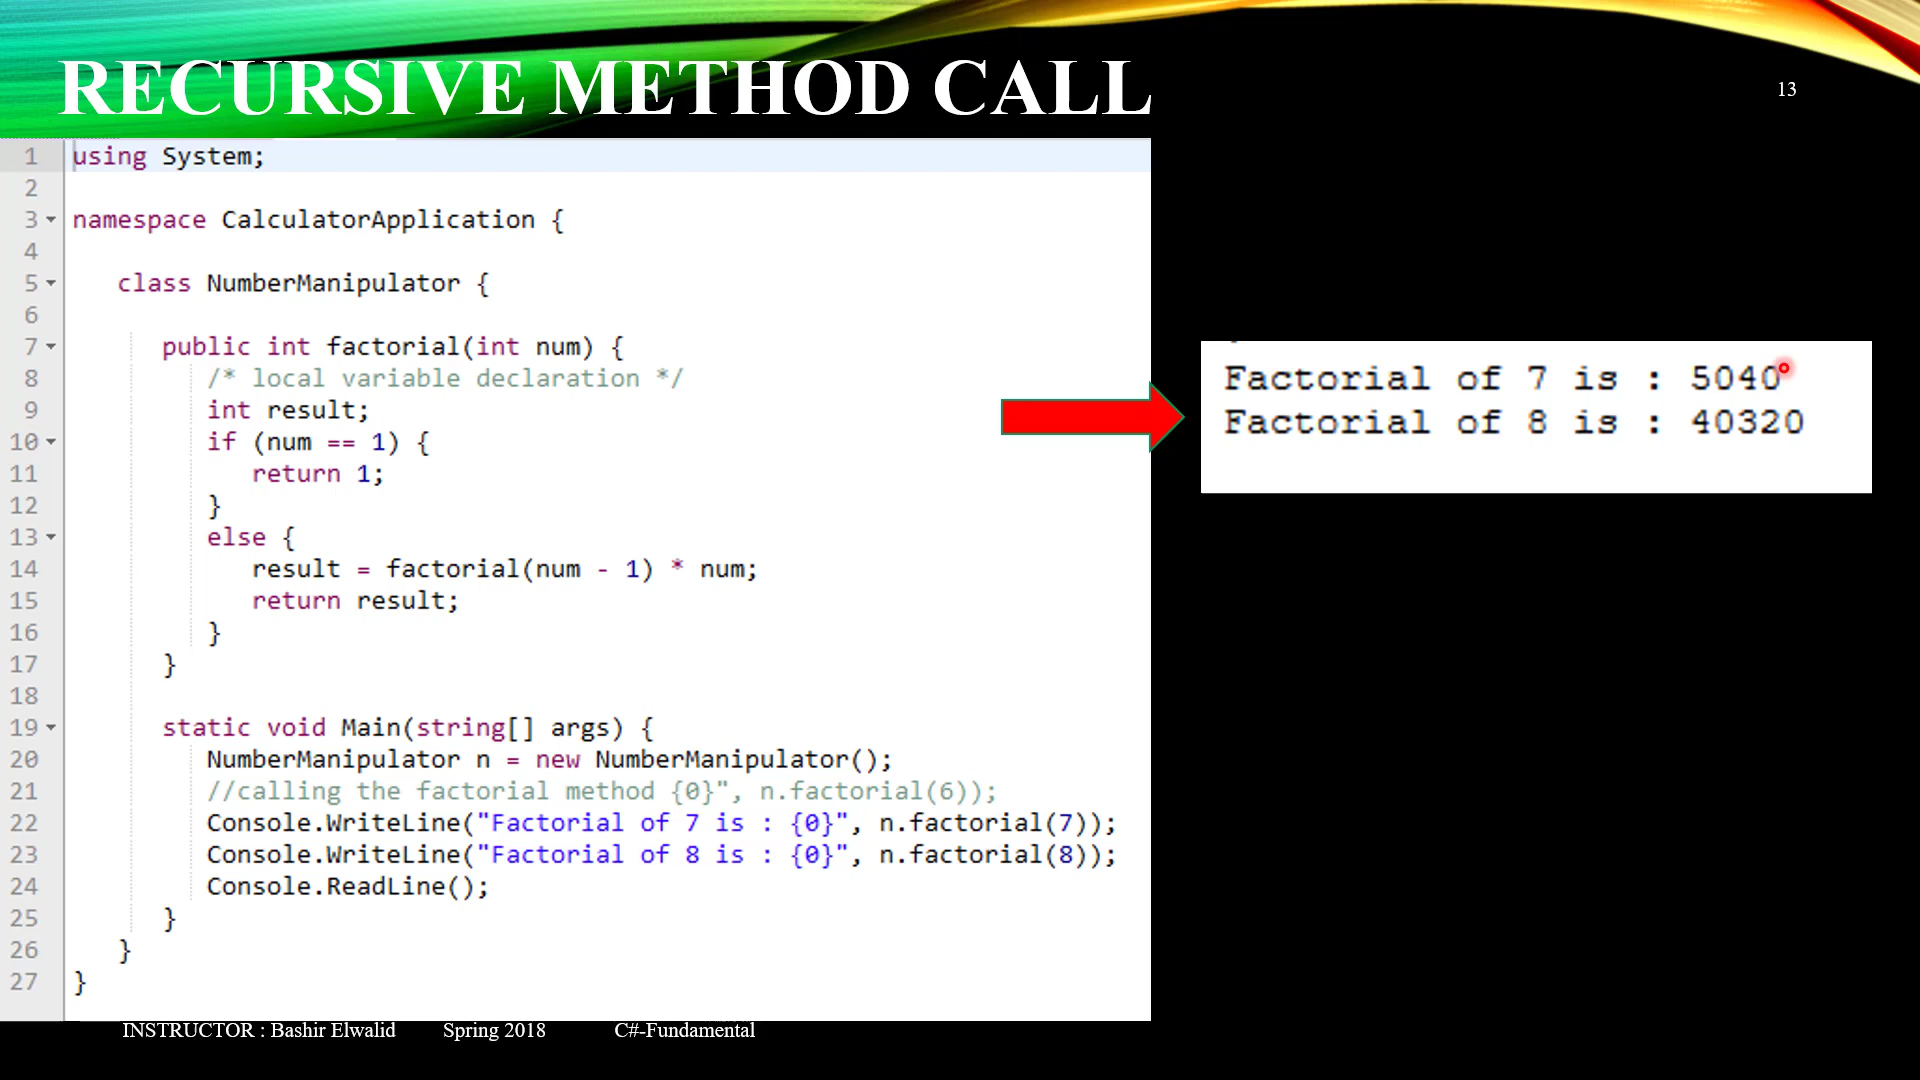 RECURSIVE METHOD CALL
13
1 using System;
2
3 namespace CalculatorApplication {
4
5    class NumberManipulator {
6
7       public int factorial(int num) {
8          /* local variable declaration */
9          int result;
10          if (num == 1) {
11             return 1;
12          }
13          else {
14             result = factorial(num - 1) * num;
15             return result;
16          }
17       }
18
19       static void Main(string[] args) {
20          NumberManipulator n = new NumberManipulator();
21          //calling the factorial method {0}", n.factorial(6));
22          Console.WriteLine("Factorial of 7 is : {0}", n.factorial(7));
23          Console.WriteLine("Factorial of 8 is : {0}", n.factorial(8));
24          Console.ReadLine();
25       }
26    }
27 }
Factorial of 7 is : 5040
Factorial of 8 is : 40320
INSTRUCTOR : Bashir Elwalid Spring 2018 C#-Fundamental